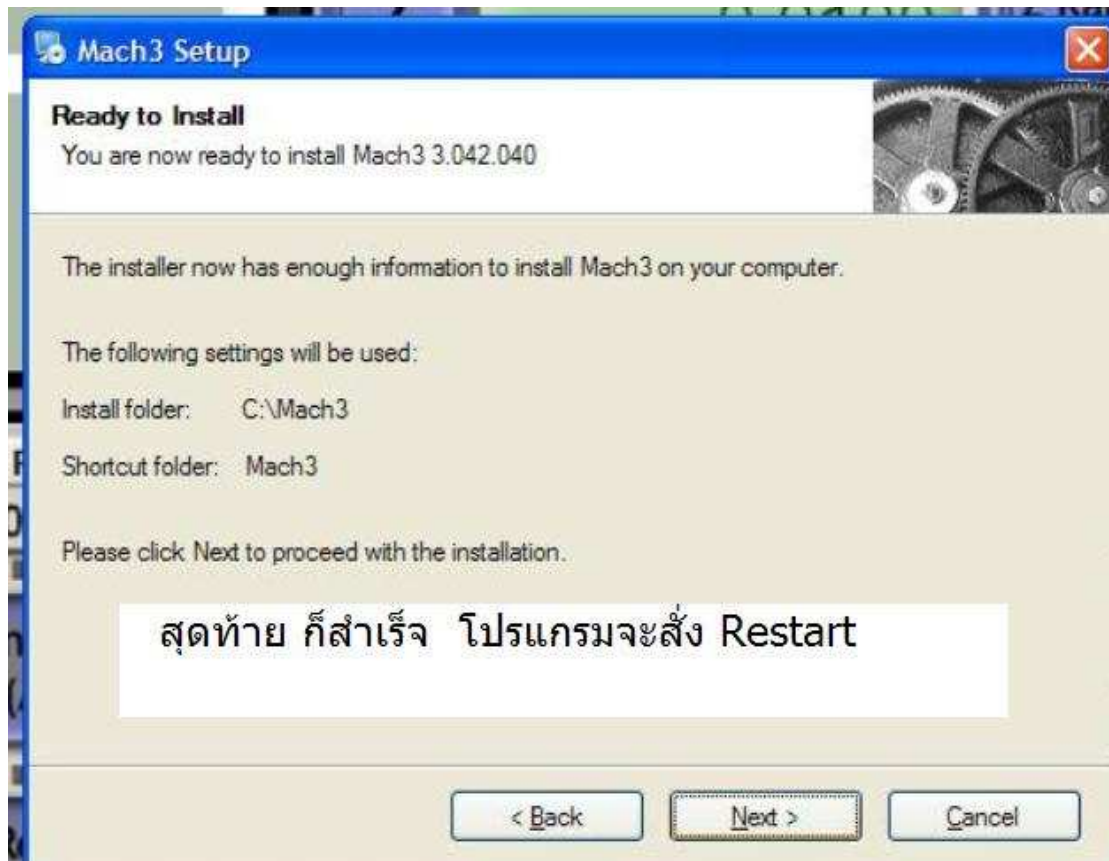 Mach3 Setup
Ready to Install
You are now ready to install Mach3 3.042.040
The installer now has enough information to install Mach3 on your computer.
The following settings will be used:
Install folder: C:\Mach3
Shortcut folder: Mach3
Please click Next to proceed with the installation.
สุดท้าย ก็สำเร็จ โปรแกรมจะสั่ง Restart
< Back Next > Cancel